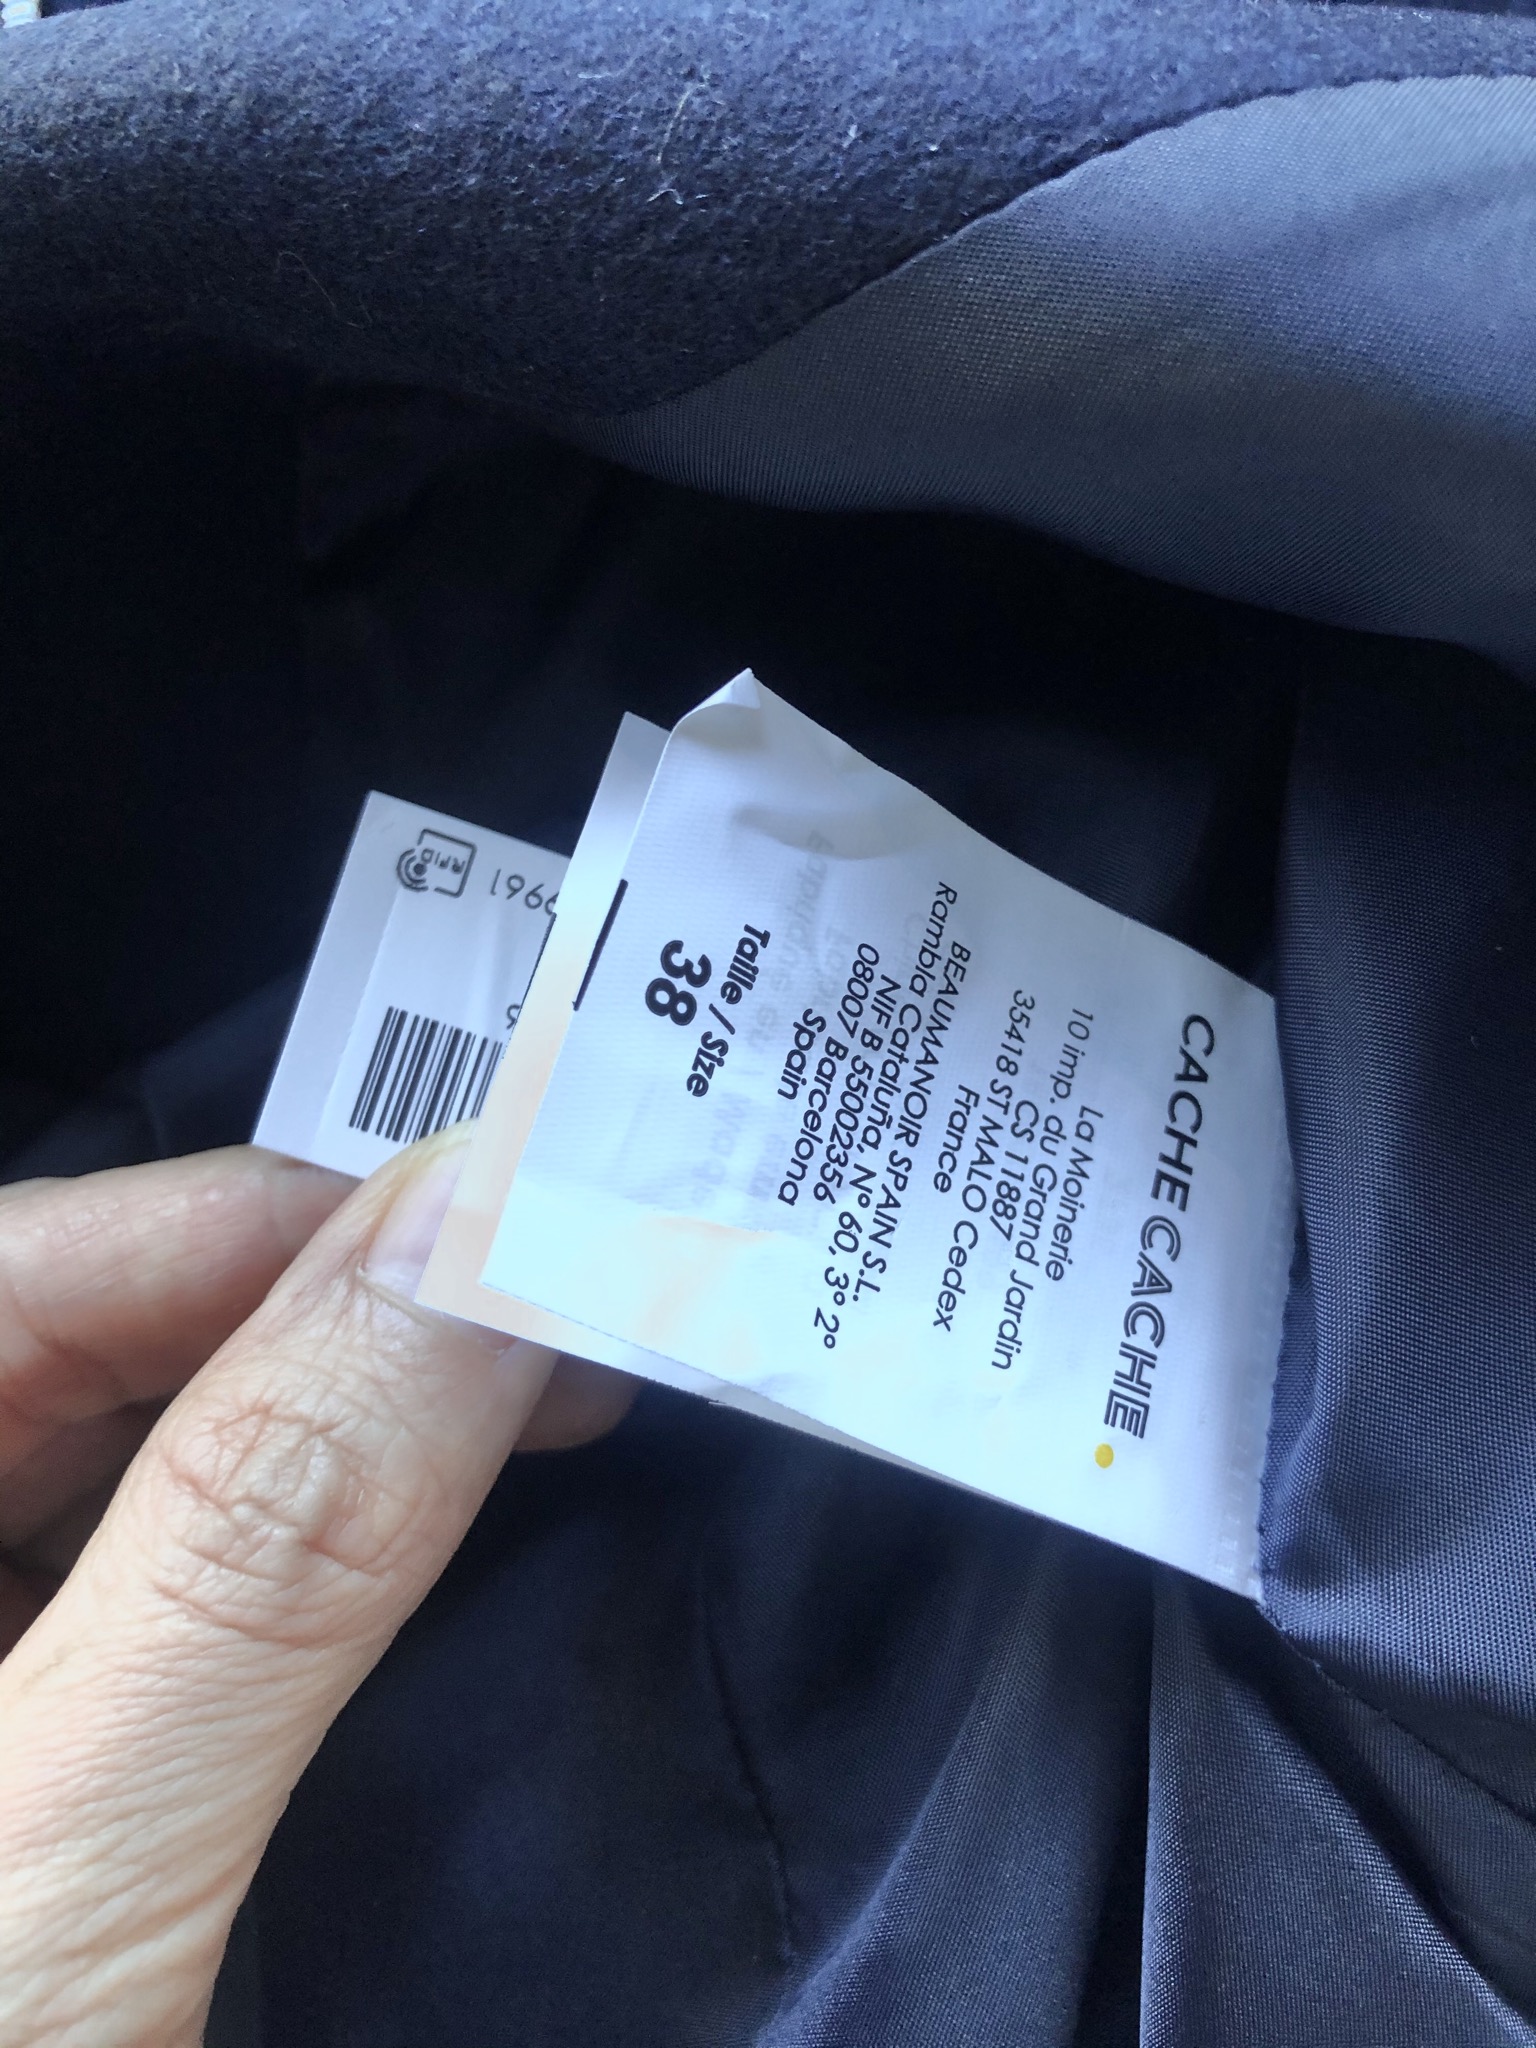 CACHE CACHE
La Moinerie
10 imp. du Grand Jardin
CS 11887
35418 ST MALO Cedex
France
BEAUMANOIR SPAIN S.L.
Rambla Cataluña, Nº 60, 3º 2º
NIF B 55002356
08007 Barcelona
Spain
Taille / Size
38
RFID